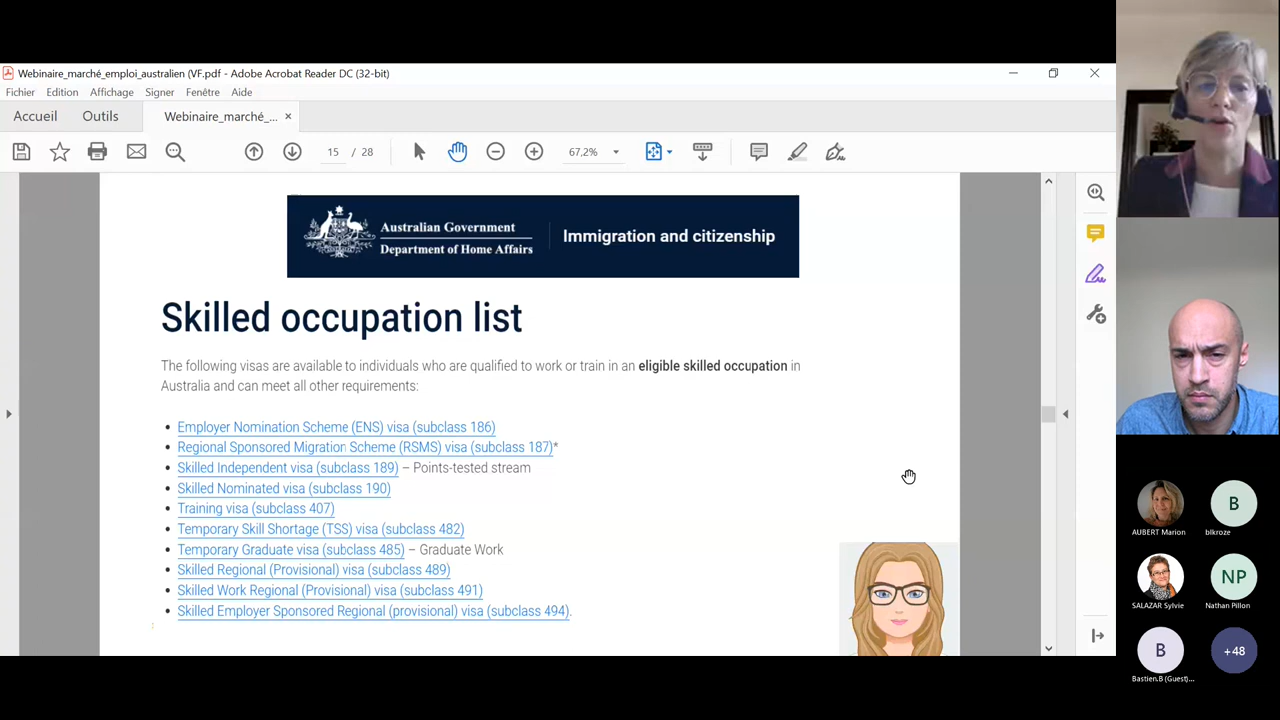 Webinaire_marché_emploi_australien (VF.pdf - Adobe Acrobat Reader DC (32-bit)
Fichier Edition Affichage Signer Fenêtre Aide
Accueil Outils Webinaire_marché_... ×
15 / 28 67,2%
Australian Government
Department of Home Affairs
Immigration and citizenship
Skilled occupation list
The following visas are available to individuals who are qualified to work or train in an eligible skilled occupation in
Australia and can meet all other requirements:
• Employer Nomination Scheme (ENS) visa (subclass 186)
• Regional Sponsored Migration Scheme (RSMS) visa (subclass 187)*
• Skilled Independent visa (subclass 189) – Points-tested stream
• Skilled Nominated visa (subclass 190)
• Training visa (subclass 407)
• Temporary Skill Shortage (TSS) visa (subclass 482)
• Temporary Graduate visa (subclass 485) – Graduate Work
• Skilled Regional (Provisional) visa (subclass 489)
• Skilled Work Regional (Provisional) visa (subclass 491)
• Skilled Employer Sponsored Regional (provisional) visa (subclass 494).
B
AUBERT Marion blkroze
NP
SALAZAR Sylvie Nathan Pillon
B +48
Bastien.B (Guest)...